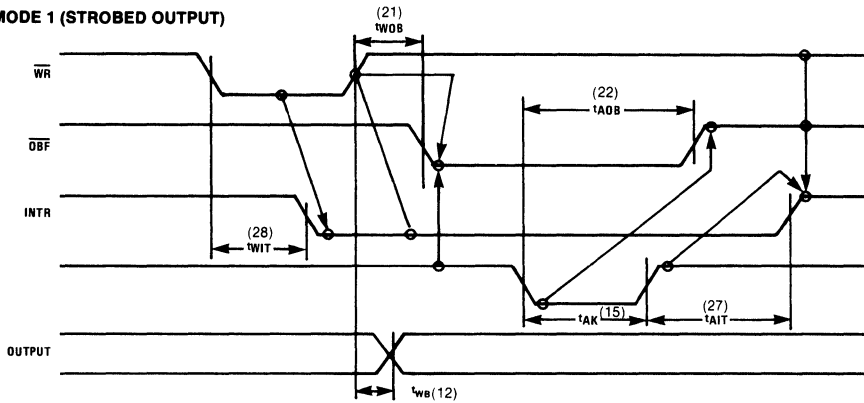 MODE 1 (STROBED OUTPUT)
(21)
tWOB
WR
(22)
tAOB
OBF
INTR
(28)
tWIT
tAK(15)
(27)
tAIT
OUTPUT
tWB(12)